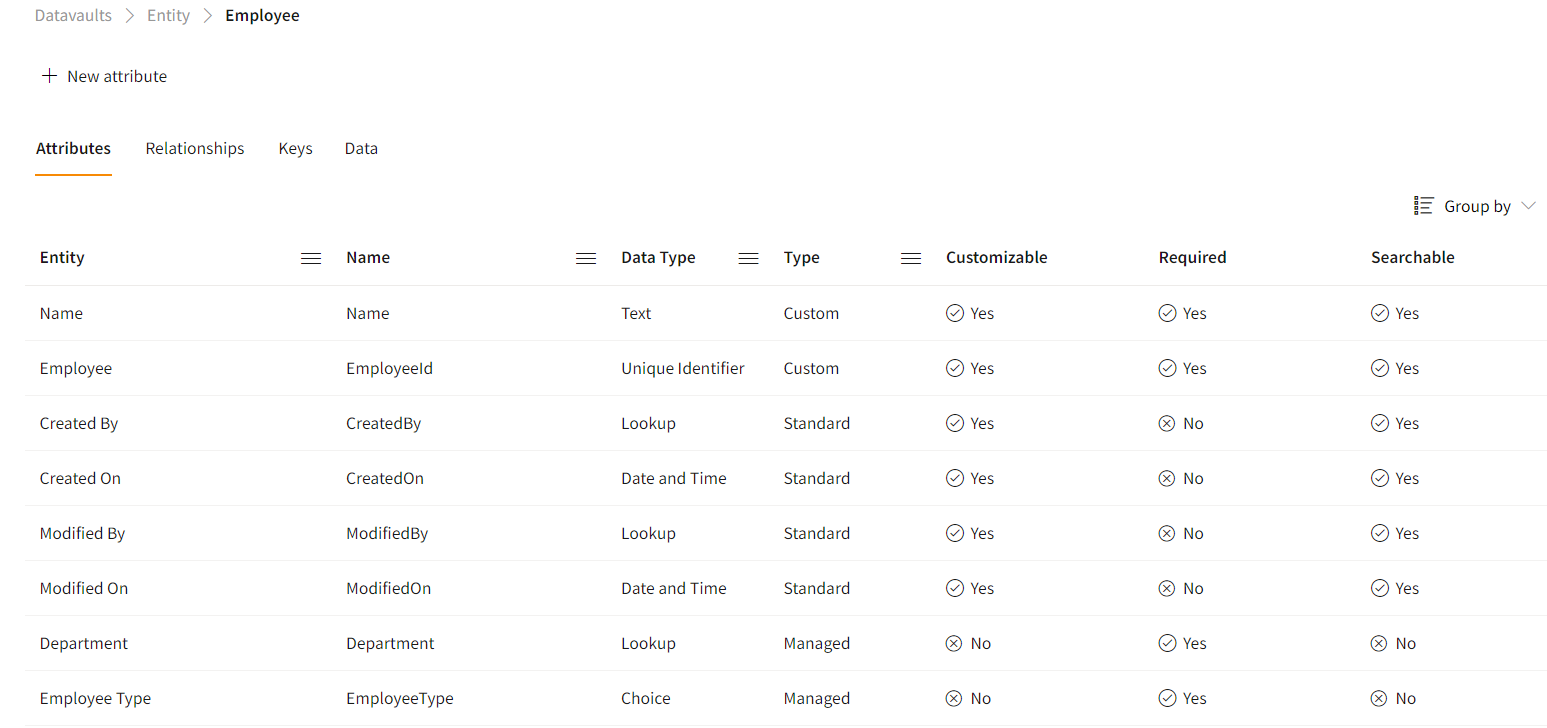 Datavaults > Entity > Employee
+ New attribute
Attributes Relationships Keys Data
Group by
Entity Name Data Type Type Customizable Required Searchable
Name Name Text Custom Yes Yes Yes
Employee EmployeeId Unique Identifier Custom Yes Yes Yes
Created By CreatedBy Lookup Standard Yes No Yes
Created On CreatedOn Date and Time Standard Yes No Yes
Modified By ModifiedBy Lookup Standard Yes No Yes
Modified On ModifiedOn Date and Time Standard Yes No Yes
Department Department Lookup Managed No Yes No
Employee Type EmployeeType Choice Managed No Yes No